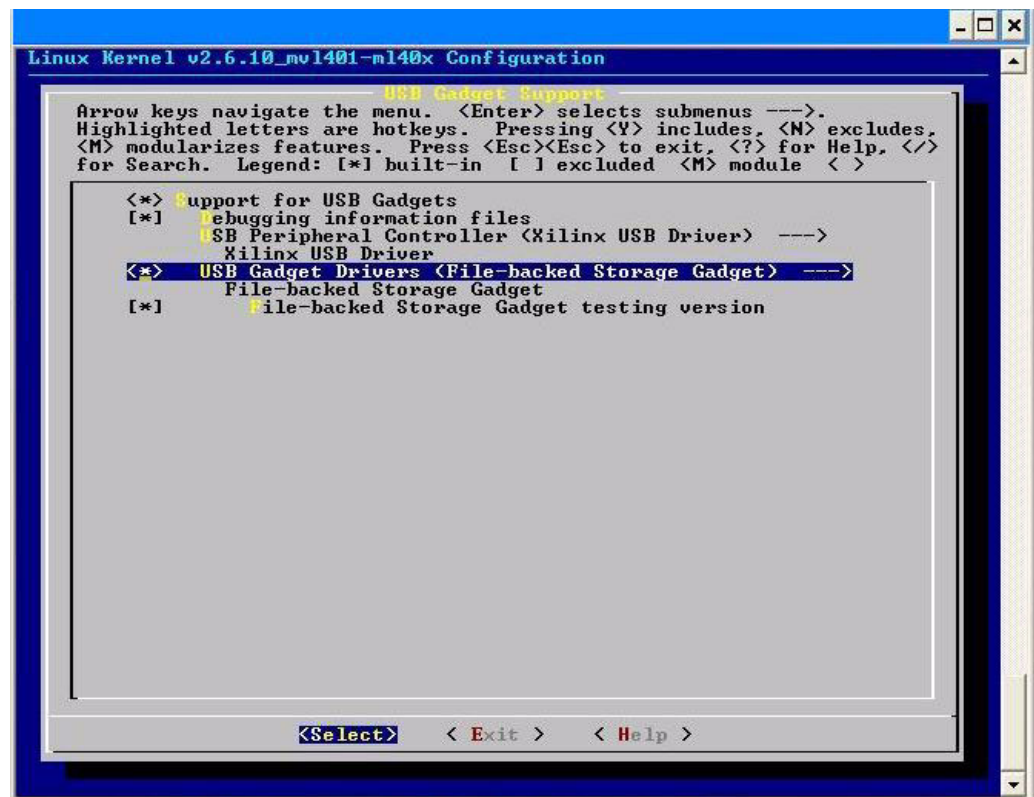 Linux Kernel v2.6.10_mvl401-ml40x Configuration
USB Gadget Support
Arrow keys navigate the menu.  <Enter> selects submenus --->.
Highlighted letters are hotkeys.  Pressing <Y> includes, <N> excludes,
<M> modularizes features.  Press <Esc><Esc> to exit, <?> for Help, </>
for Search.  Legend: [*] built-in  [ ] excluded  <M> module  < >
<*> Support for USB Gadgets
[*]   Debugging information files
USB Peripheral Controller (Xilinx USB Driver)  --->
Xilinx USB Driver
<*>   USB Gadget Drivers (File-backed Storage Gadget)  --->
File-backed Storage Gadget
[*]       File-backed Storage Gadget testing version
<Select>    < Exit >    < Help >